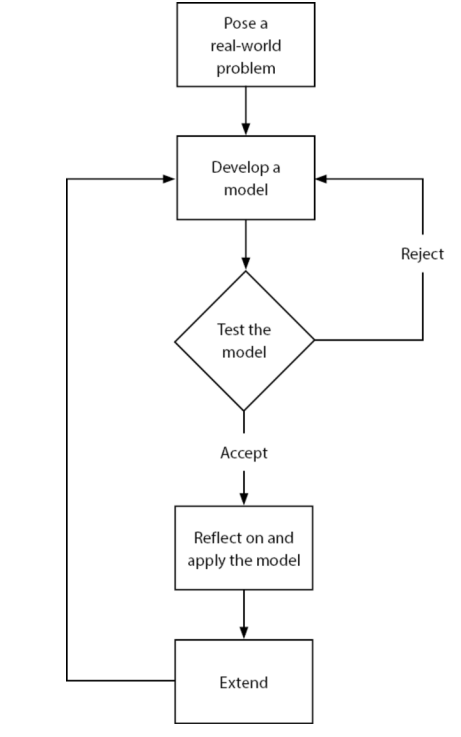 Pose a
real-world
problem
Develop a
model
Reject
Test the
model
Accept
Reflect on and
apply the model
Extend